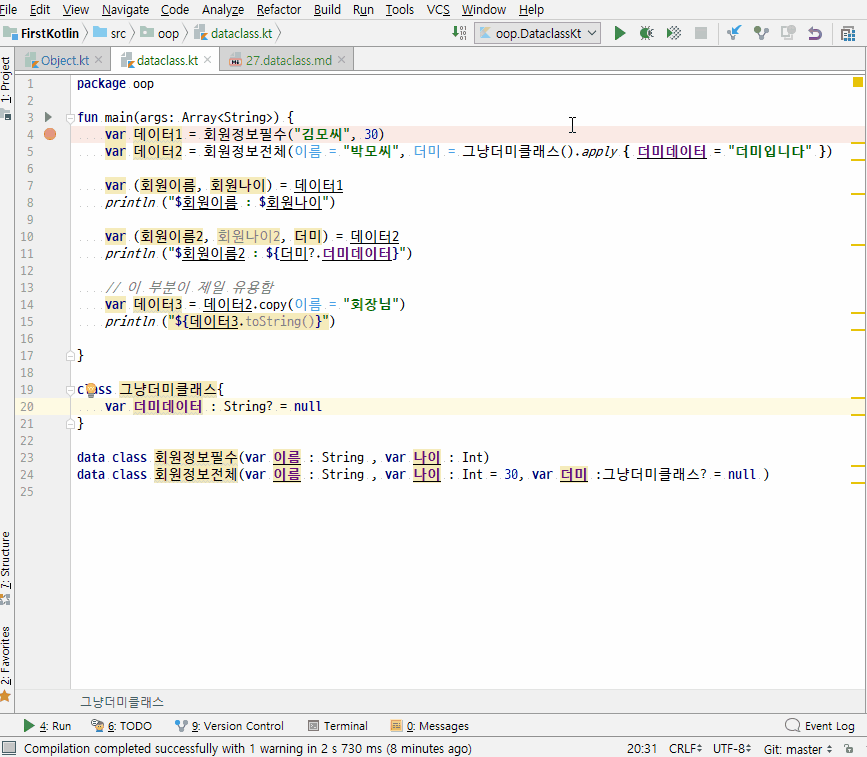 File Edit View Navigate Code Analyze Refactor Build Run Tools VCS Window Help
FirstKotlin src oop dataclass.kt oop.DataclassKt
Object.kt dataclass.kt 27.dataclass.md
1: Project
1 package oop
2
3 fun main(args: Array<String>) {
4 var 데이터1 = 회원정보필수("김모씨", 30)
5 var 데이터2 = 회원정보전체(이름 = "박모씨", 더미 = 그냥더미클래스().apply { 더미데이터 = "더미입니다" })
6
7 var (회원이름, 회원나이) = 데이터1
8 println ("$회원이름 : $회원나이")
9
10 var (회원이름2, 회원나이2, 더미) = 데이터2
11 println ("$회원이름2 : ${더미?.더미데이터}")
12
13 // 이 부분이 제일 유용함
14 var 데이터3 = 데이터2.copy(이름 = "회장님")
15 println ("${데이터3.toString()}")
16
17 }
18
19 class 그냥더미클래스{
20 var 더미데이터 : String? = null
21 }
22
23 data class 회원정보필수(var 이름 : String , var 나이 : Int)
24 data class 회원정보전체(var 이름 : String , var 나이 : Int = 30, var 더미 :그냥더미클래스? = null )
25
7: Structure
2: Favorites
그냥더미클래스
4: Run 6: TODO 9: Version Control Terminal 0: Messages Event Log
Compilation completed successfully with 1 warning in 2 s 730 ms (8 minutes ago) 20:31 CRLF UTF-8 Git: master